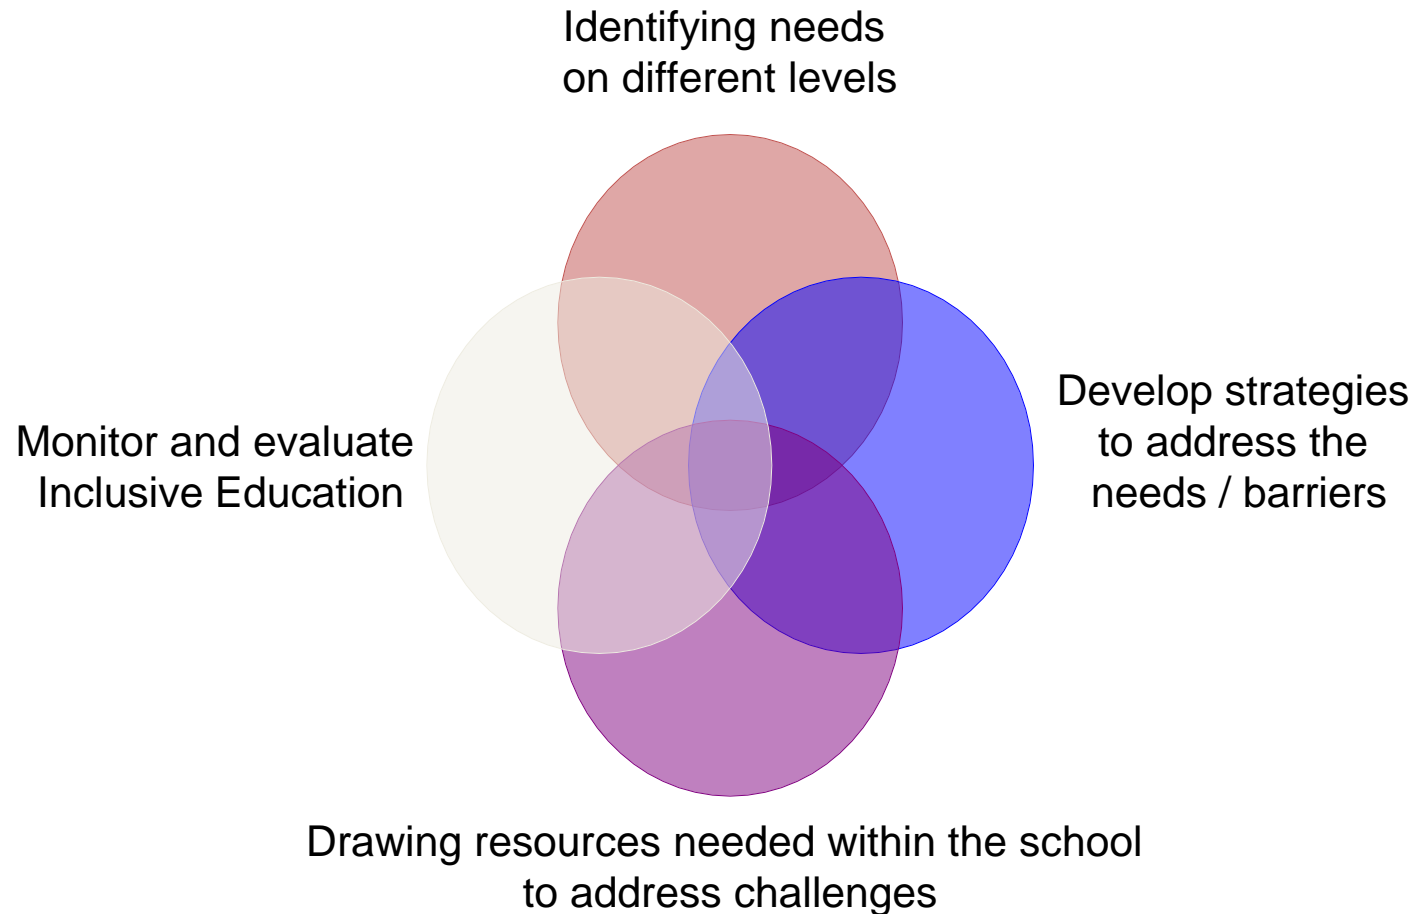 Identifying needs
on different levels
Develop strategies
to address the
needs / barriers
Monitor and evaluate
Inclusive Education
Drawing resources needed within the school
to address challenges